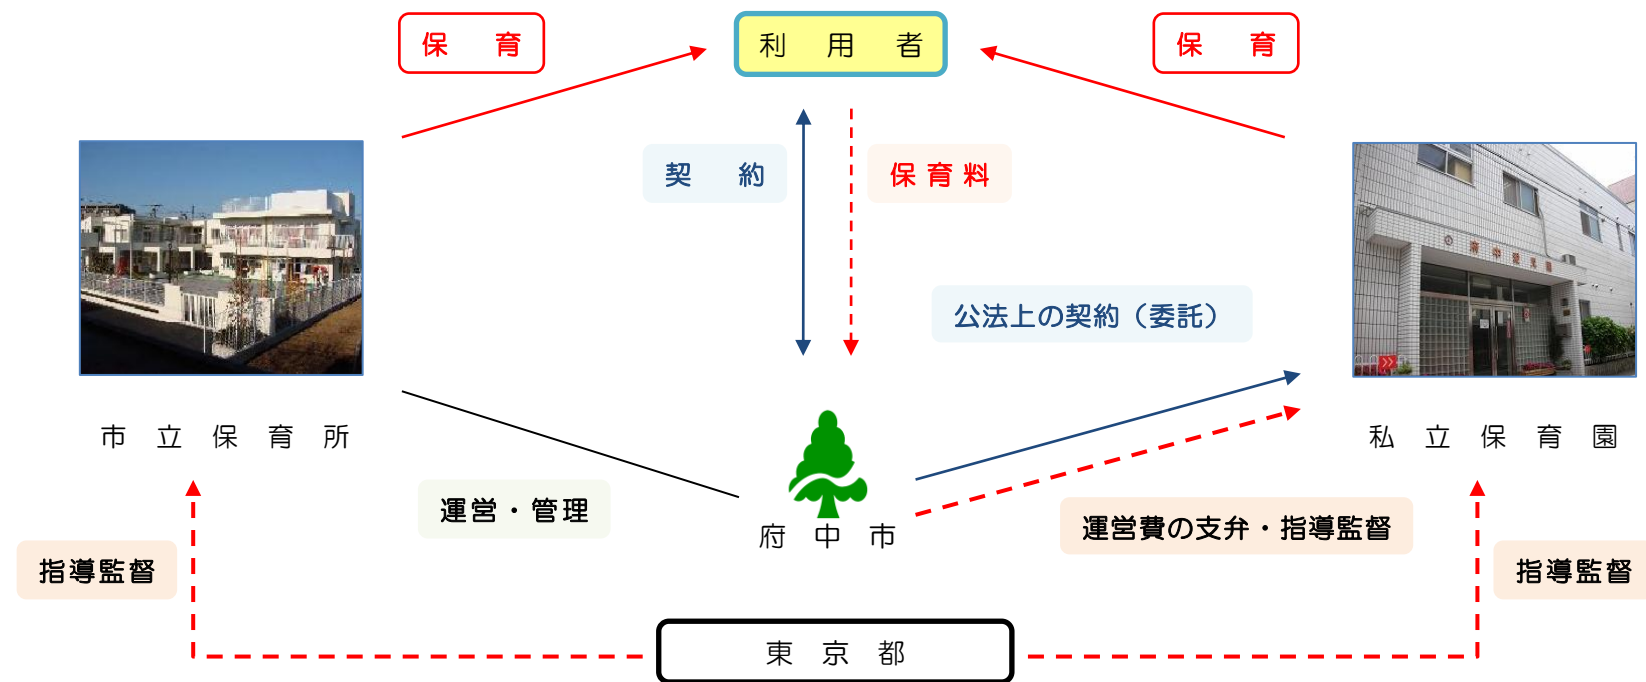 保育
利用者
保育
契約
保育料
公法上の契約（委託）
市立保育所
私立保育園
運営・管理
府中市
運営費の支弁・指導監督
指導監督
指導監督
東京都